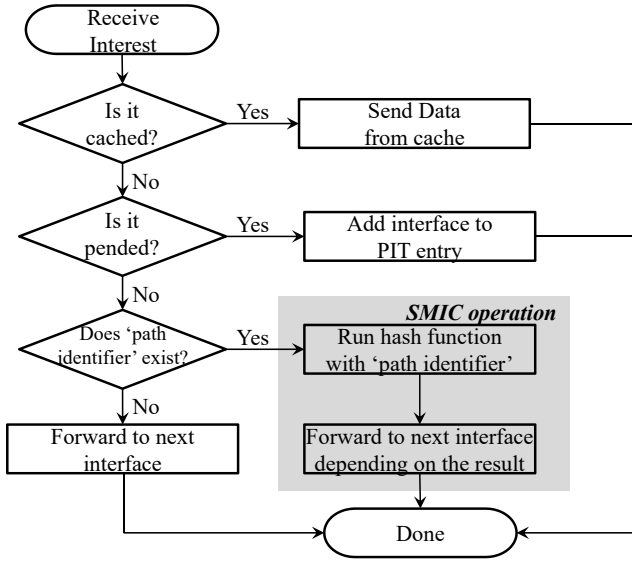 Receive
Interest
Is it
cached?
Yes
Send Data
from cache
No
Is it
pended?
Yes
Add interface to
PIT entry
No
SMIC operation
Does ‘path
identifier’ exist?
Yes
Run hash function
with ‘path identifier’
No
Forward to next
interface
Forward to next interface
depending on the result
Done